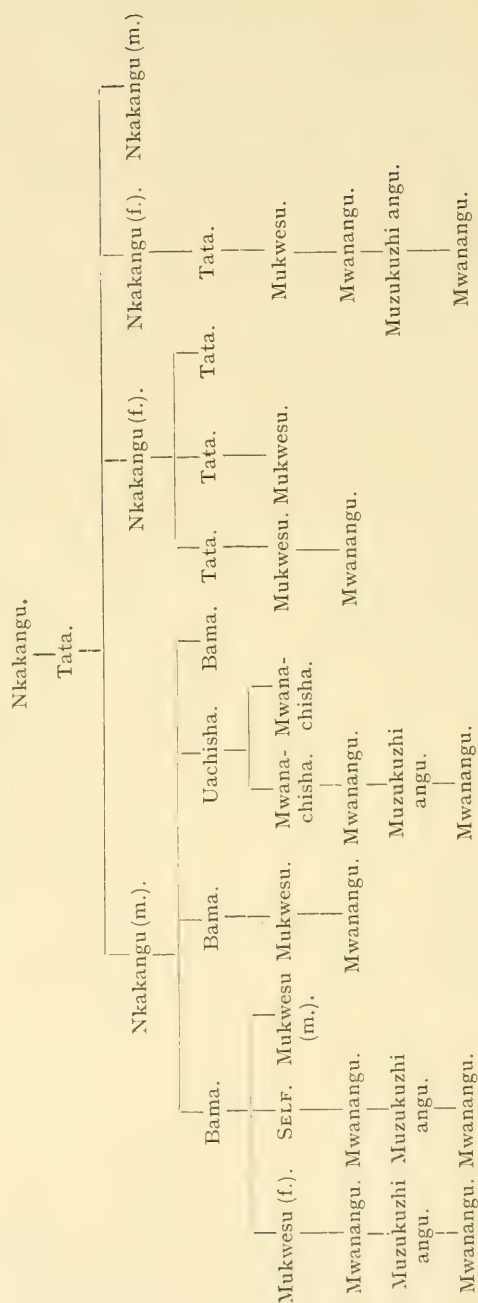 Nkakangu.
Tata.
Nkakangu (m.). Nkakangu (f.). Nkakangu (f.). Nkakangu (m.)
Bama. Bama. Uachisha. Bama. Tata. Tata. Tata. Tata.
Mukwesu (f.). SELF. Mukwesu Mukwesu. Mwana- Mwana- Mukwesu. Mukwesu. Mukwesu.
(m.). chisha. chisha.
Mwanangu. Mwanangu. Mwanangu. Mwanangu. Mwanangu. Mwanangu.
Muzukuzhi Muzukuzhi Muzukuzhi Muzukuzhi angu.
angu. angu. angu.
Mwanangu. Mwanangu. Mwanangu. Mwanangu.